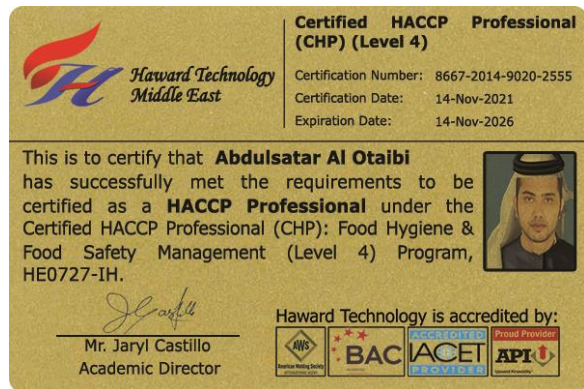 Haward Technology
Middle East
Certified HACCP Professional
(CHP) (Level 4)
Certification Number: 8667-2014-9020-2555
Certification Date: 14-Nov-2021
Expiration Date: 14-Nov-2026
This is to certify that Abdulsatar Al Otaibi
has successfully met the requirements to be
certified as a HACCP Professional under the
Certified HACCP Professional (CHP): Food Hygiene &
Food Safety Management (Level 4) Program,
HE0727-IH.
Mr. Jaryl Castillo
Academic Director
Haward Technology is accredited by:
AWS
American Welding Society
BAC
ACCREDITED
IACET
PROVIDER
Proud Provider
API